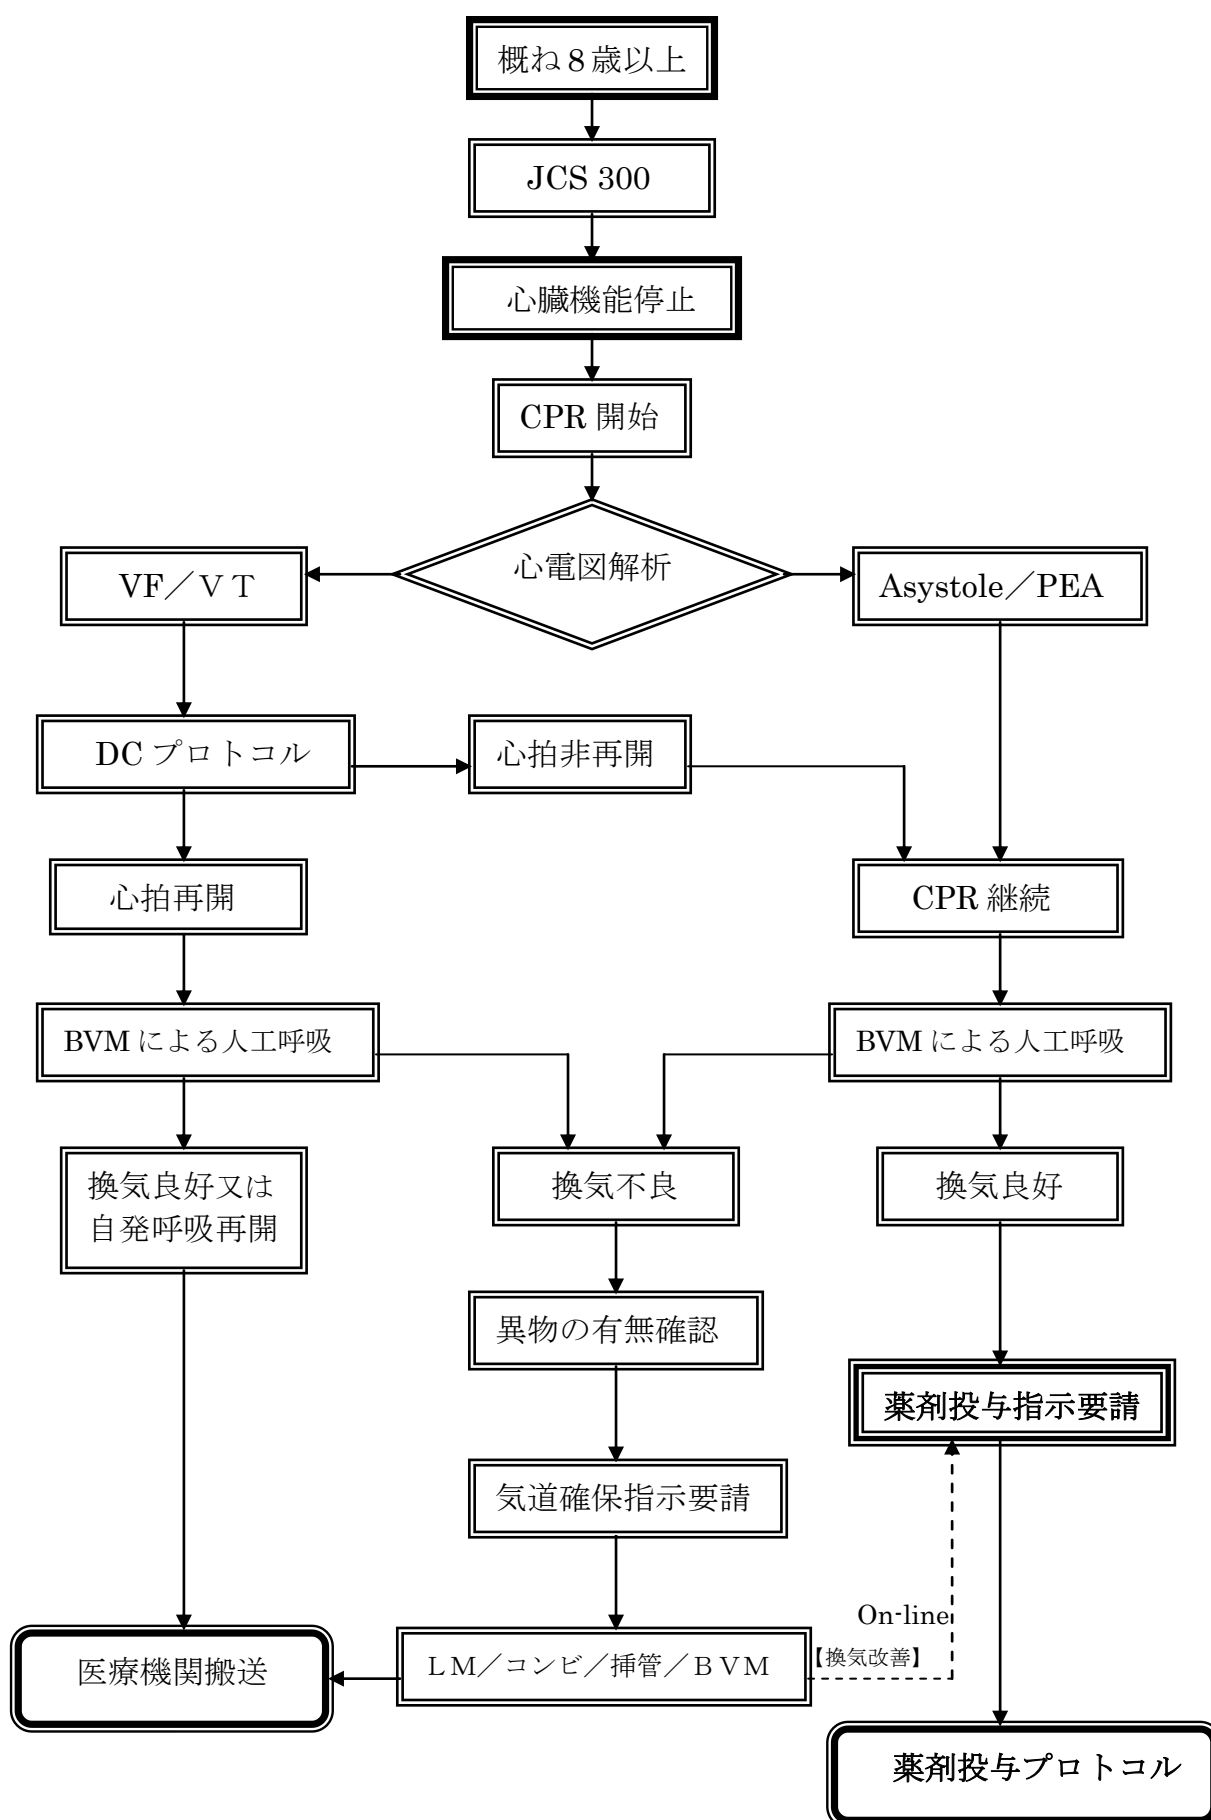 概ね８歳以上
JCS 300
心臓機能停止
CPR 開始
心電図解析
VF／ＶＴ
Asystole／PEA
DC プロトコル
心拍非再開
心拍再開
CPR 継続
BVM による人工呼吸
BVM による人工呼吸
換気良好又は
自発呼吸再開
換気不良
換気良好
異物の有無確認
薬剤投与指示要請
気道確保指示要請
On-line
【換気改善】
医療機関搬送
ＬＭ／コンビ／挿管／ＢＶＭ
薬剤投与プロトコル